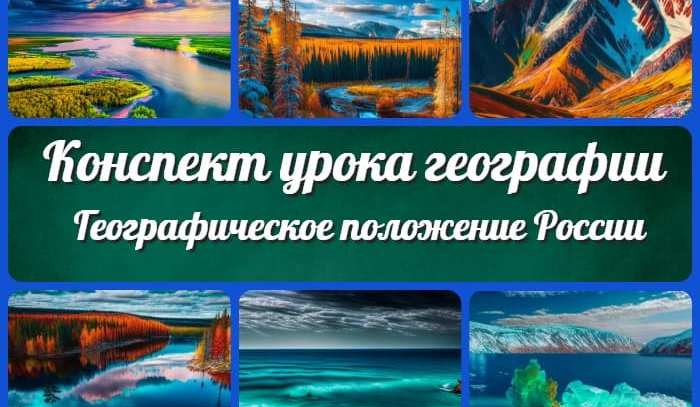 Конспект урока географии
Географическое положение России